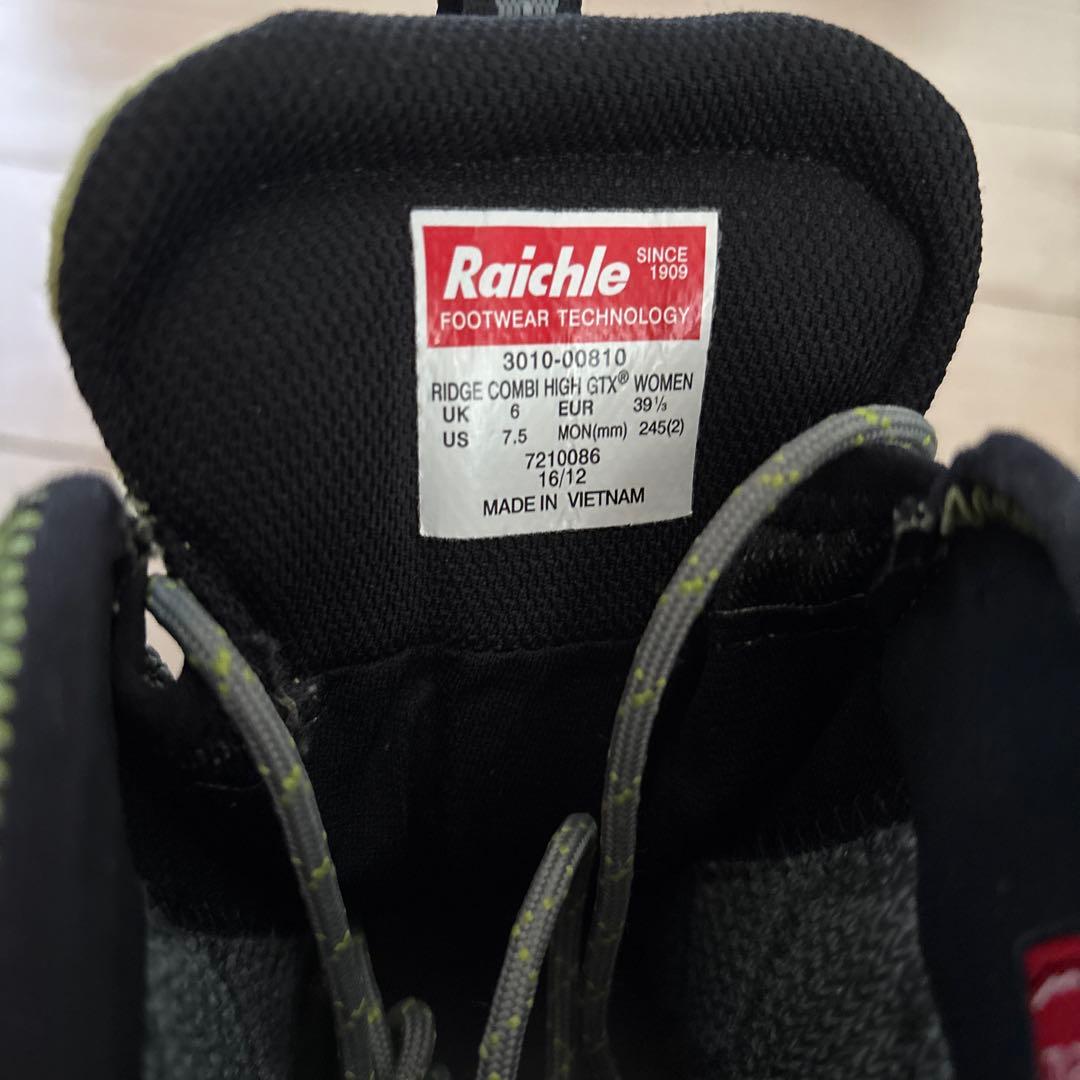 Raichle SINCE 1909
FOOTWEAR TECHNOLOGY
3010-00810
RIDGE COMBI HIGH GTX® WOMEN
UK 6 EUR 39⅓
US 7.5 MON(mm) 245(2)
7210086
16/12
MADE IN VIETNAM